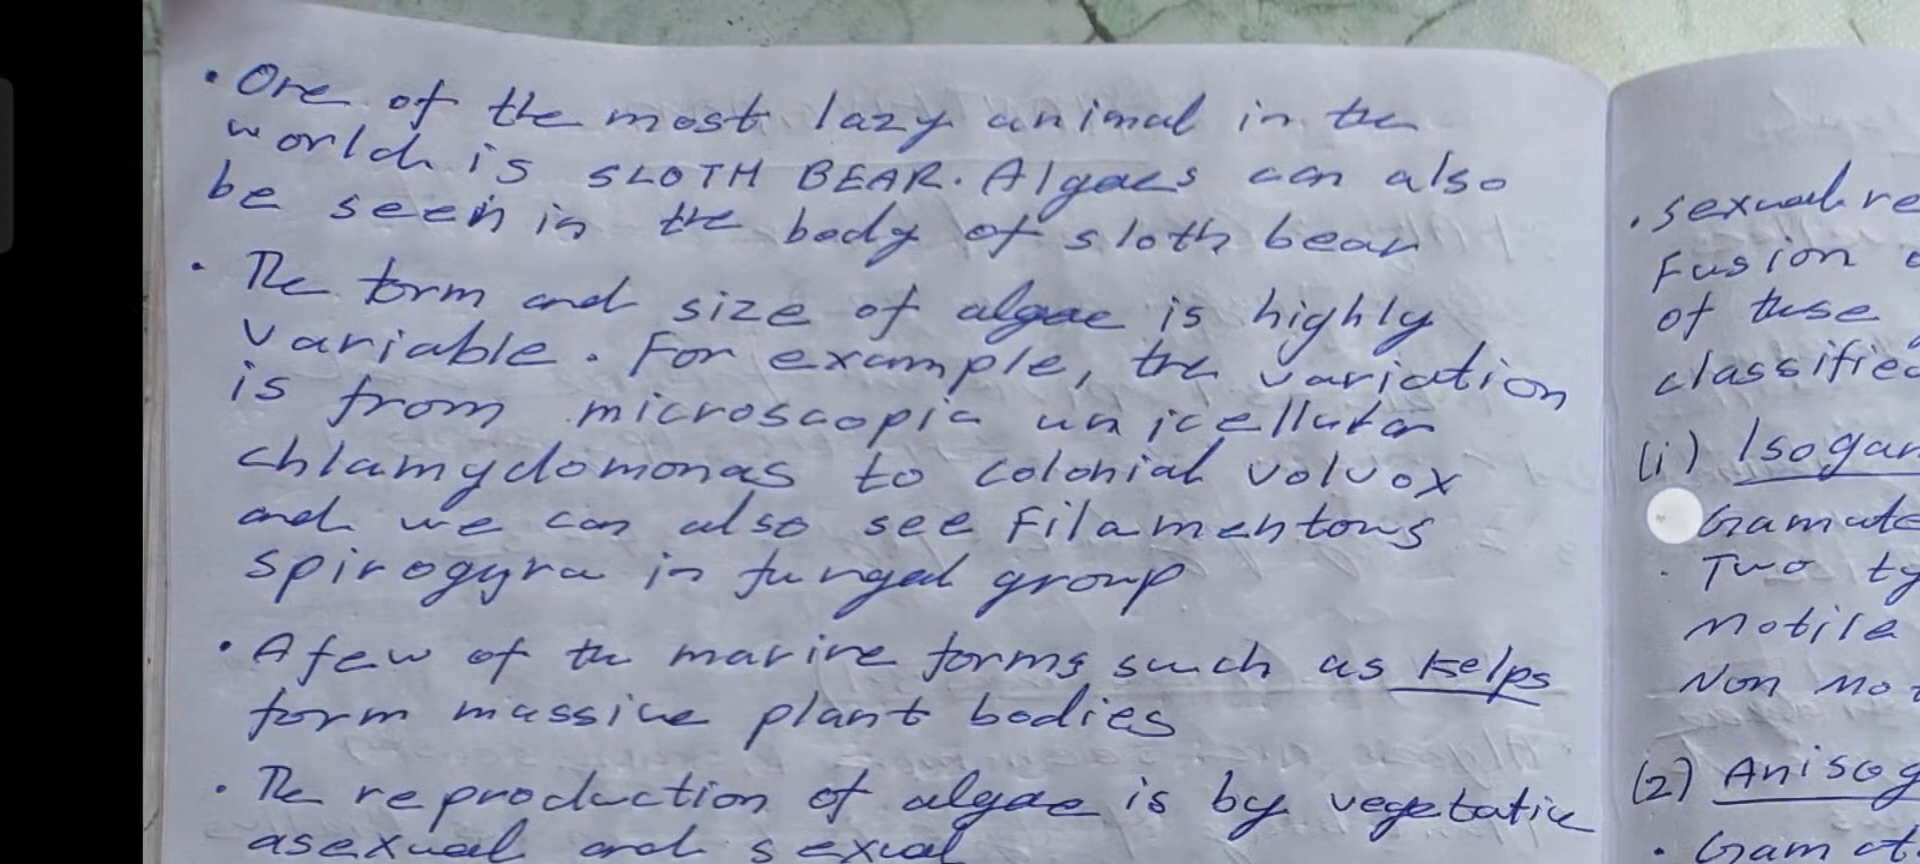 • One of the most lazy animal in the
world is SLOTH BEAR. Algaes can also
be seen in the body of sloth bear
• The form and size of algae is highly
variable. For example, the variation
is from microscopic unicellular
chlamydomonas to colonial volvox
and we can also see Filamentous
spirogyra in fungal group
• A few of the marine forms such as kelps
form massive plant bodies
• The reproduction of algae is by vegetative
asexual and sexual
• sexual re
Fusion
of these
classified
(i) Isogam
Gamate
• Two ty
Motile
Non mot
(2) Anisog
• Gamat